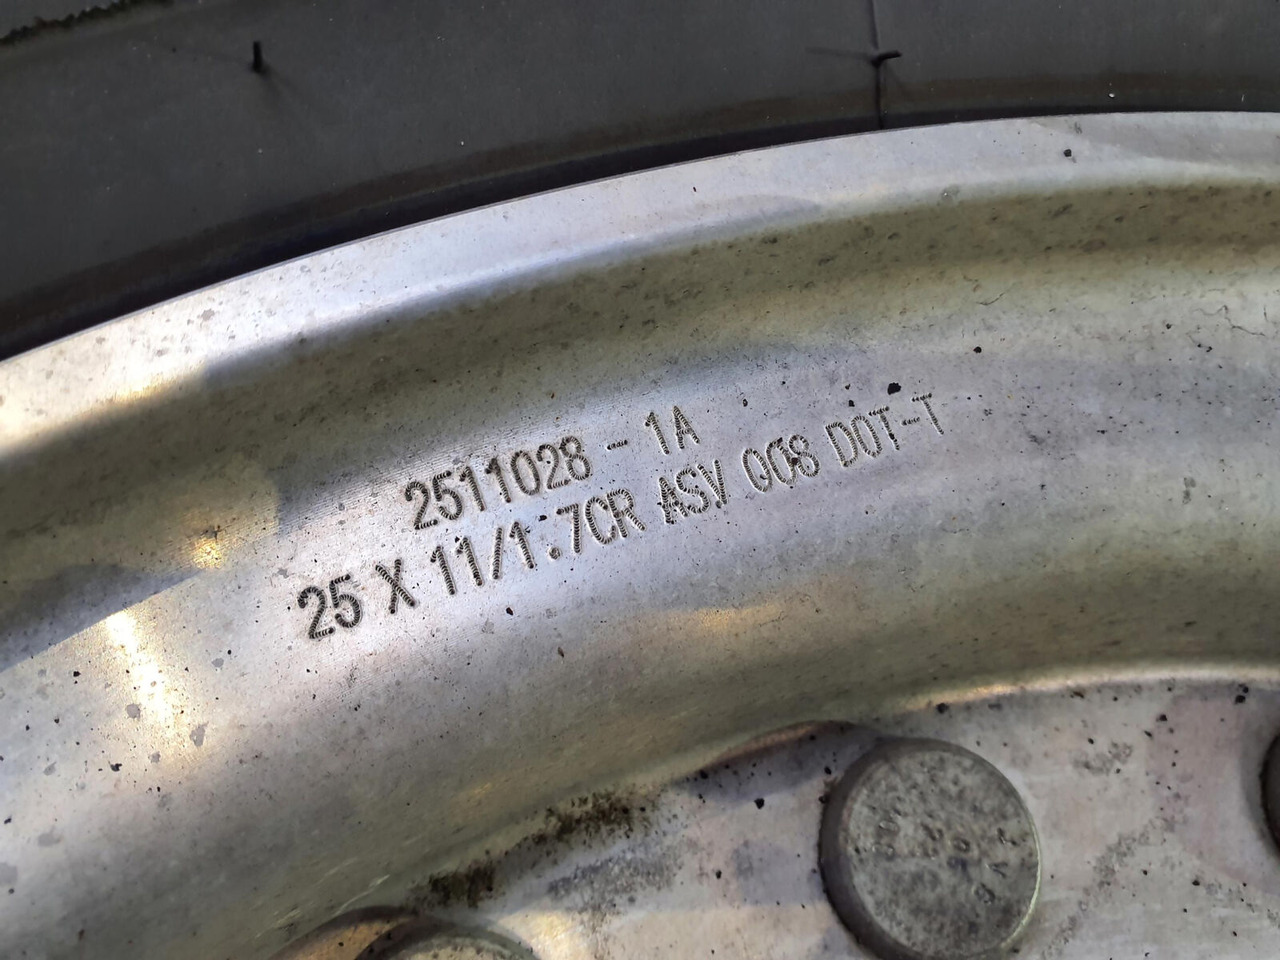 2511028 - 1A
25 X 11/1.7CR ASV 008 DOT-T